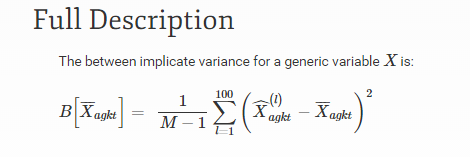 Full Description
The between implicate variance for a generic variable X is:
B[X̅_agkt] = 1/(M − 1) ∑_{l=1}^{100} (X̂^{(l)}_agkt − X̅_agkt)^2